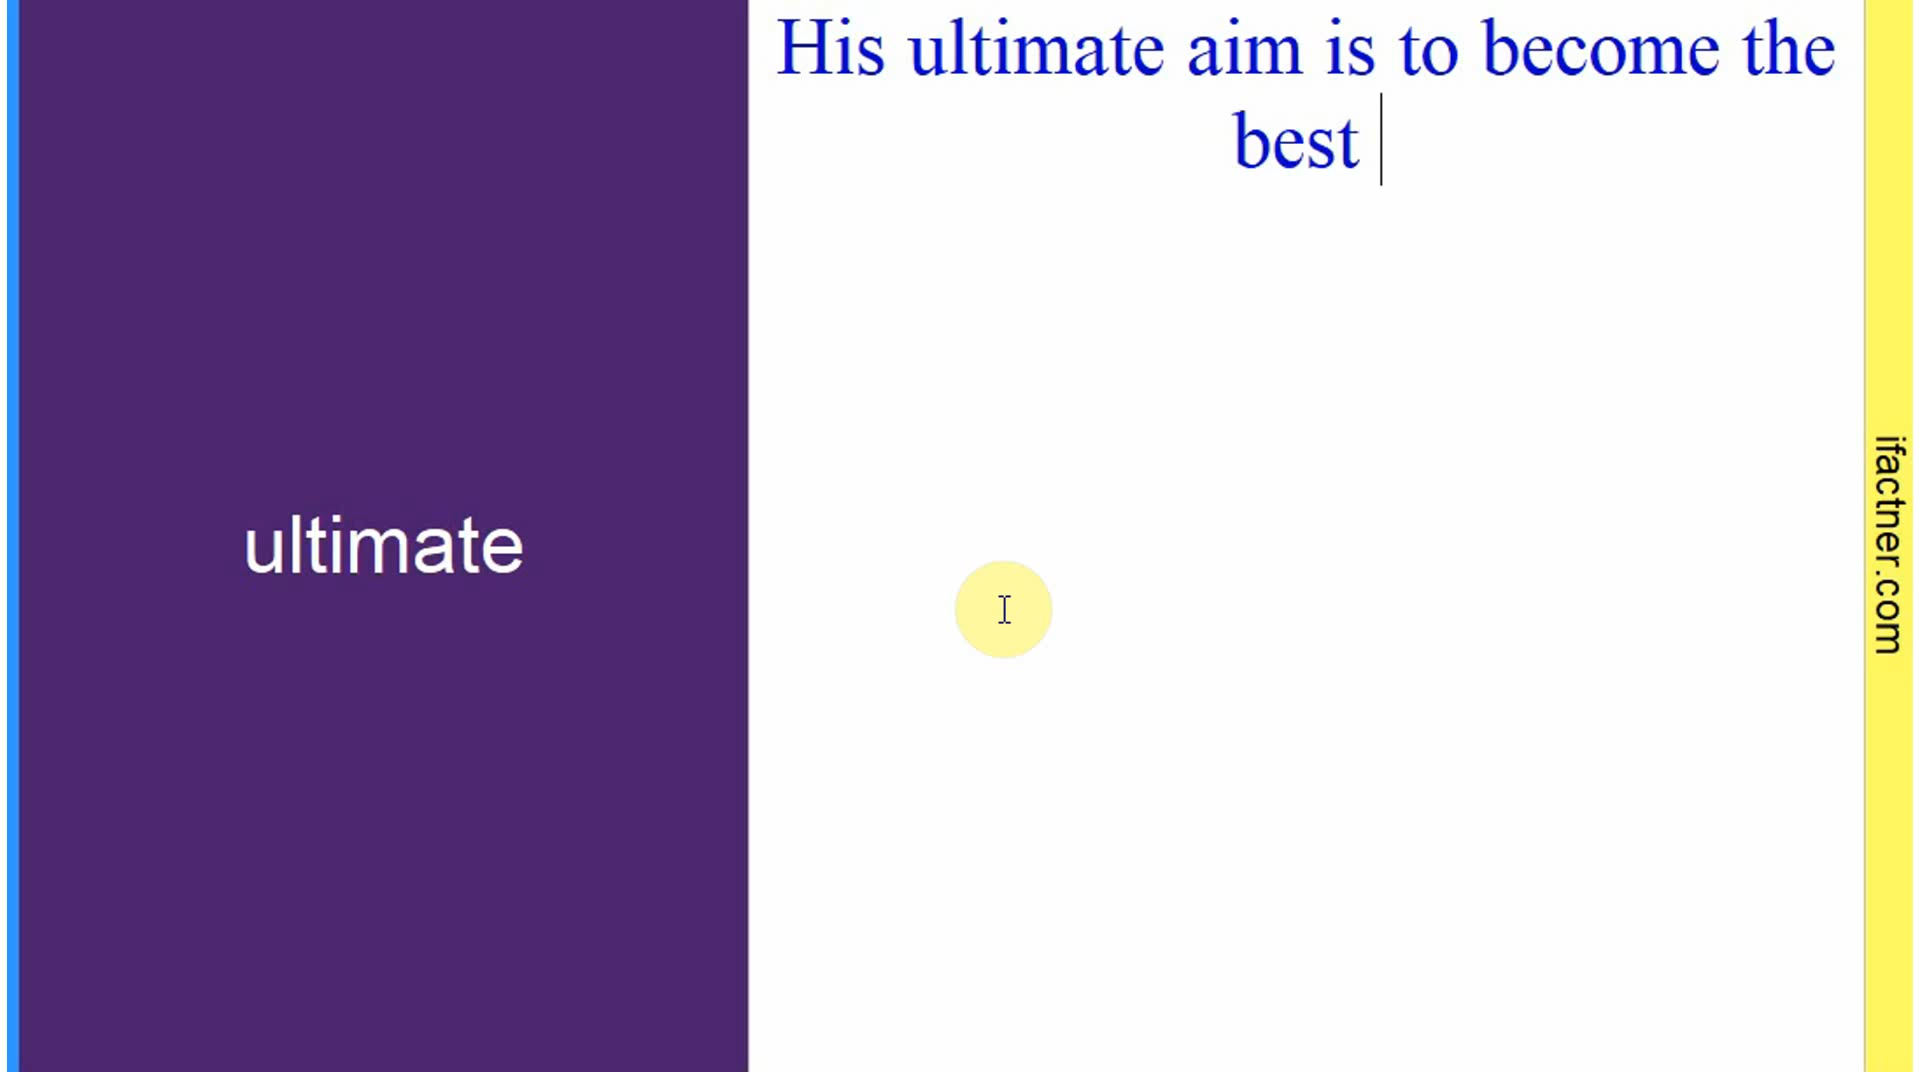 His ultimate aim is to become the
best
ultimate
ifactner.com